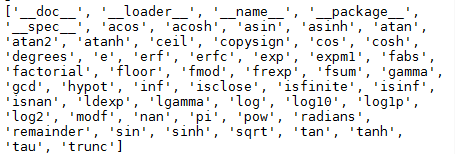 ['__doc__', '__loader__', '__name__', '__package__',
'__spec__', 'acos', 'acosh', 'asin', 'asinh', 'atan',
'atan2', 'atanh', 'ceil', 'copysign', 'cos', 'cosh',
'degrees', 'e', 'erf', 'erfc', 'exp', 'expm1', 'fabs',
'factorial', 'floor', 'fmod', 'frexp', 'fsum', 'gamma',
'gcd', 'hypot', 'inf', 'isclose', 'isfinite', 'isinf',
'isnan', 'ldexp', 'lgamma', 'log', 'log10', 'log1p',
'log2', 'modf', 'nan', 'pi', 'pow', 'radians',
'remainder', 'sin', 'sinh', 'sqrt', 'tan', 'tanh',
'tau', 'trunc']